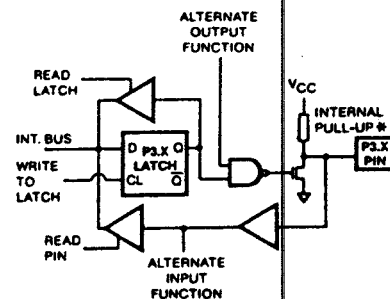 ALTERNATE
OUTPUT
FUNCTION
READ
LATCH
VCC
INTERNAL
PULL-UP *
INT. BUS
D P3.X Q
LATCH
CL Q
WRITE
TO
LATCH
P3.X
PIN
READ
PIN
ALTERNATE
INPUT
FUNCTION